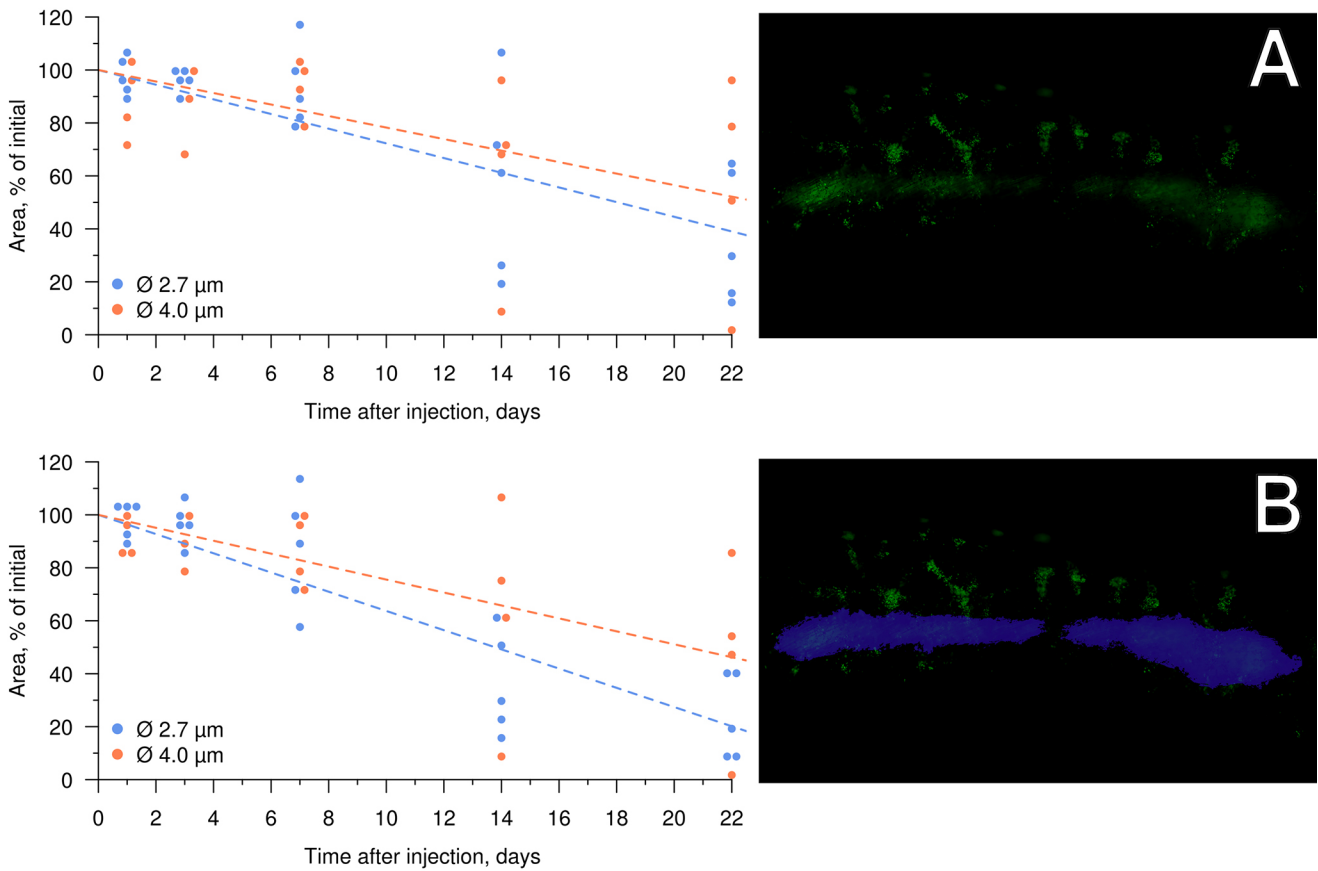 120
100
80
60
40
20
0
Area, % of initial
Ø 2.7 µm
Ø 4.0 µm
0 2 4 6 8 10 12 14 16 18 20 22
Time after injection, days
A
120
100
80
60
40
20
0
Area, % of initial
Ø 2.7 µm
Ø 4.0 µm
0 2 4 6 8 10 12 14 16 18 20 22
Time after injection, days
B